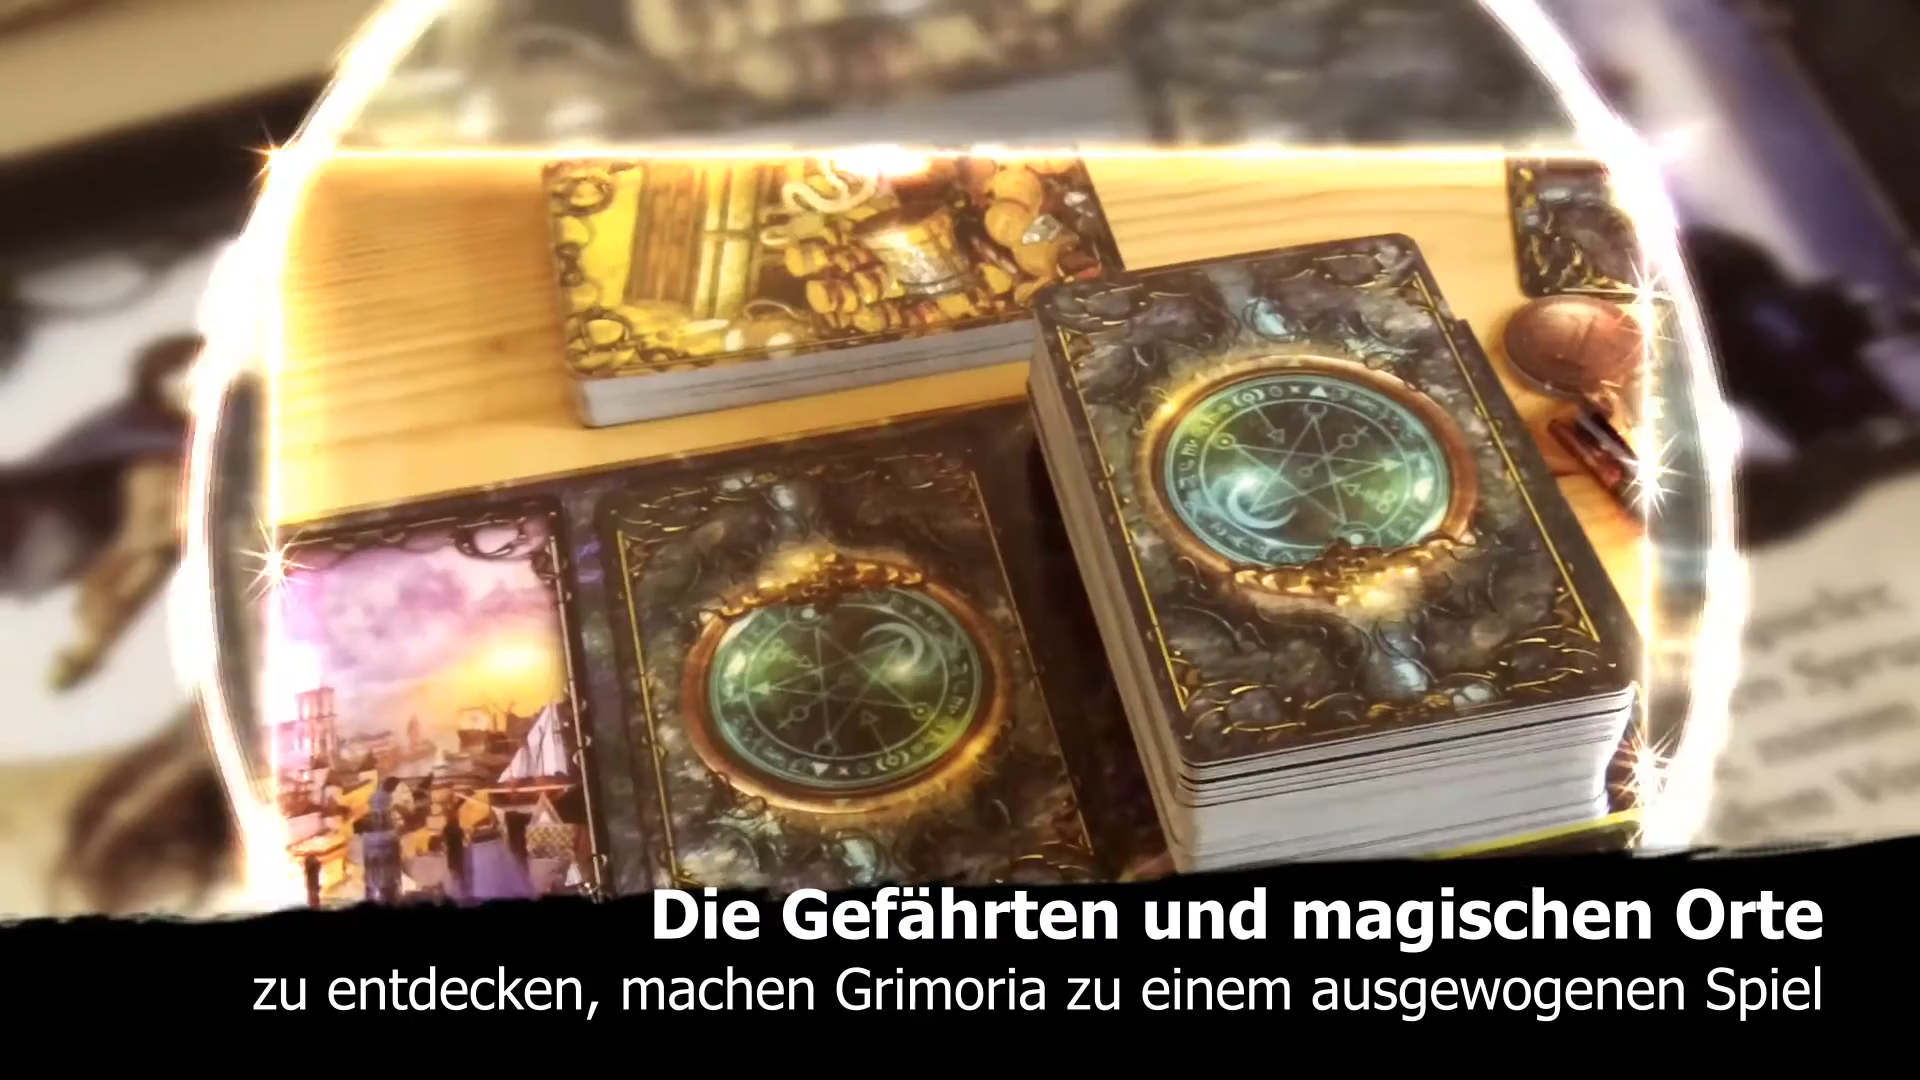 Die Gefährten und magischen Orte
zu entdecken, machen Grimoria zu einem ausgewogenen Spiel